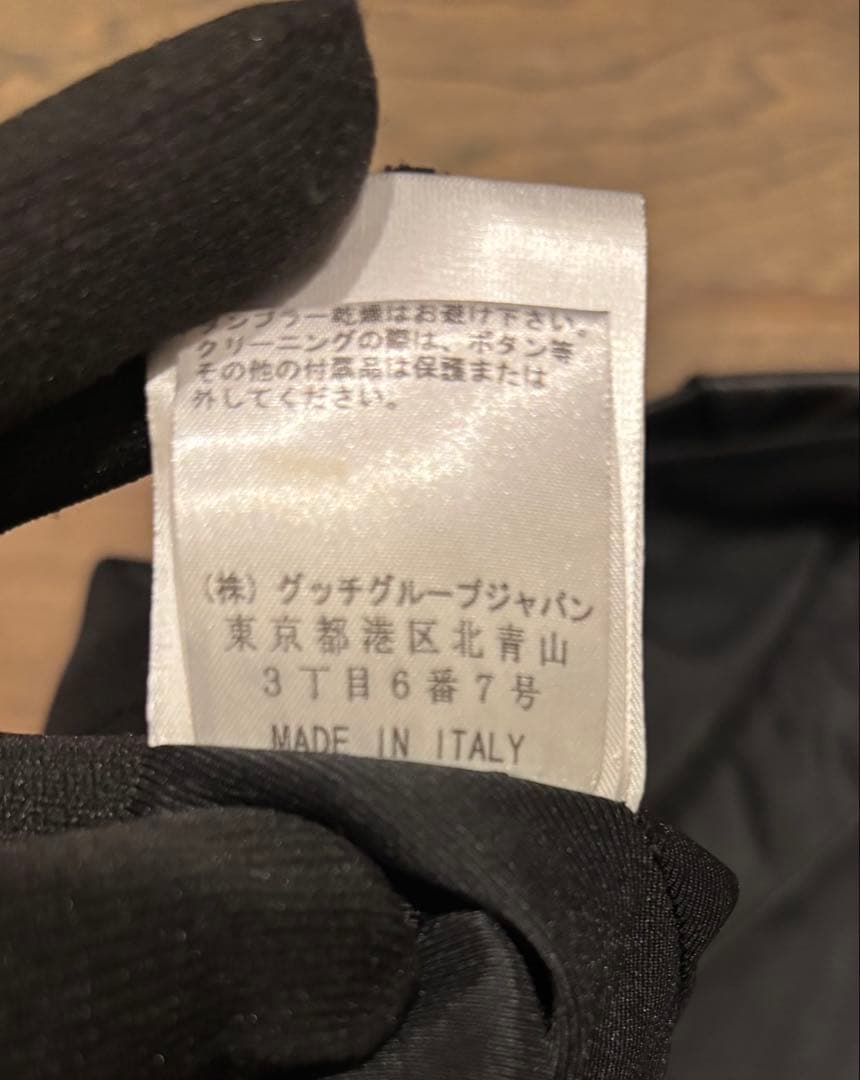 タンブラー乾燥はお避け下さい。
クリーニングの際は、ボタン等
その他の付属品は保護または
外してください。
(株) グッチグループジャパン
東京都港区北青山
3丁目6番7号
MADE IN ITALY